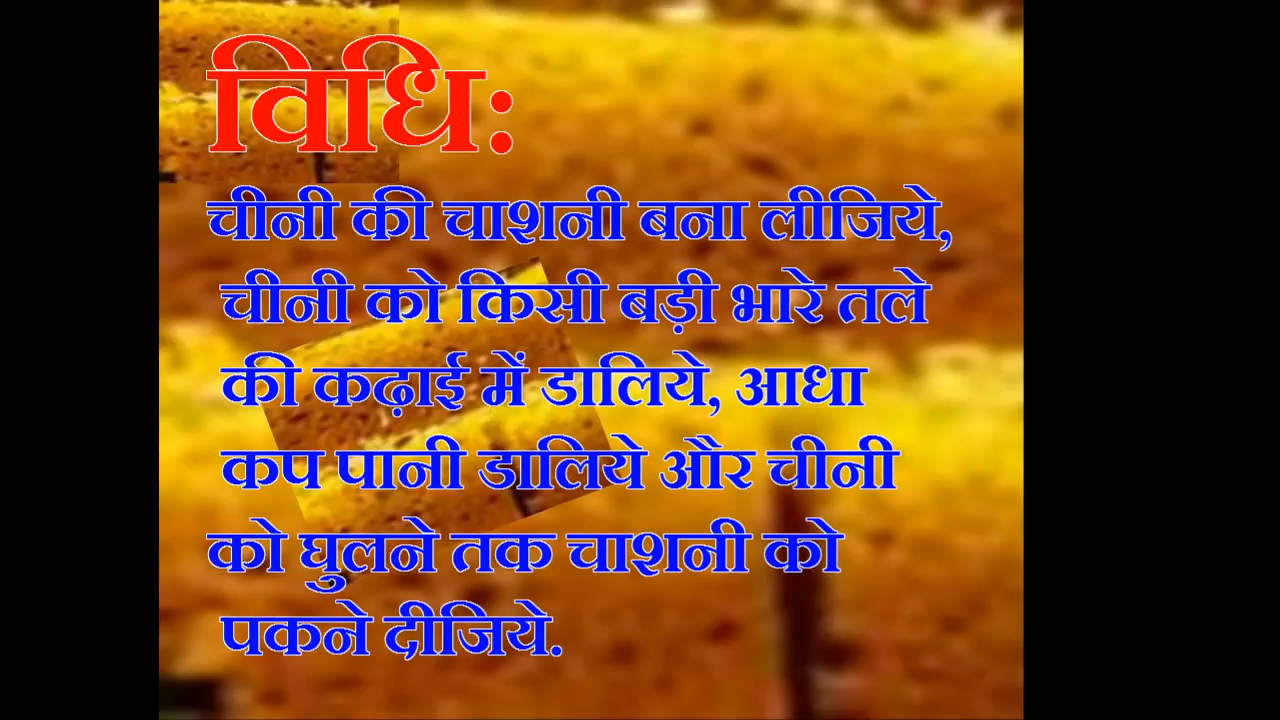 विधि:
चीनी की चाशनी बना लीजिये,
चीनी को किसी बड़ी भारे तले
की कढ़ाई में डालिये, आधा
कप पानी डालिये और चीनी
को घुलने तक चाशनी को
पकने दीजिये.